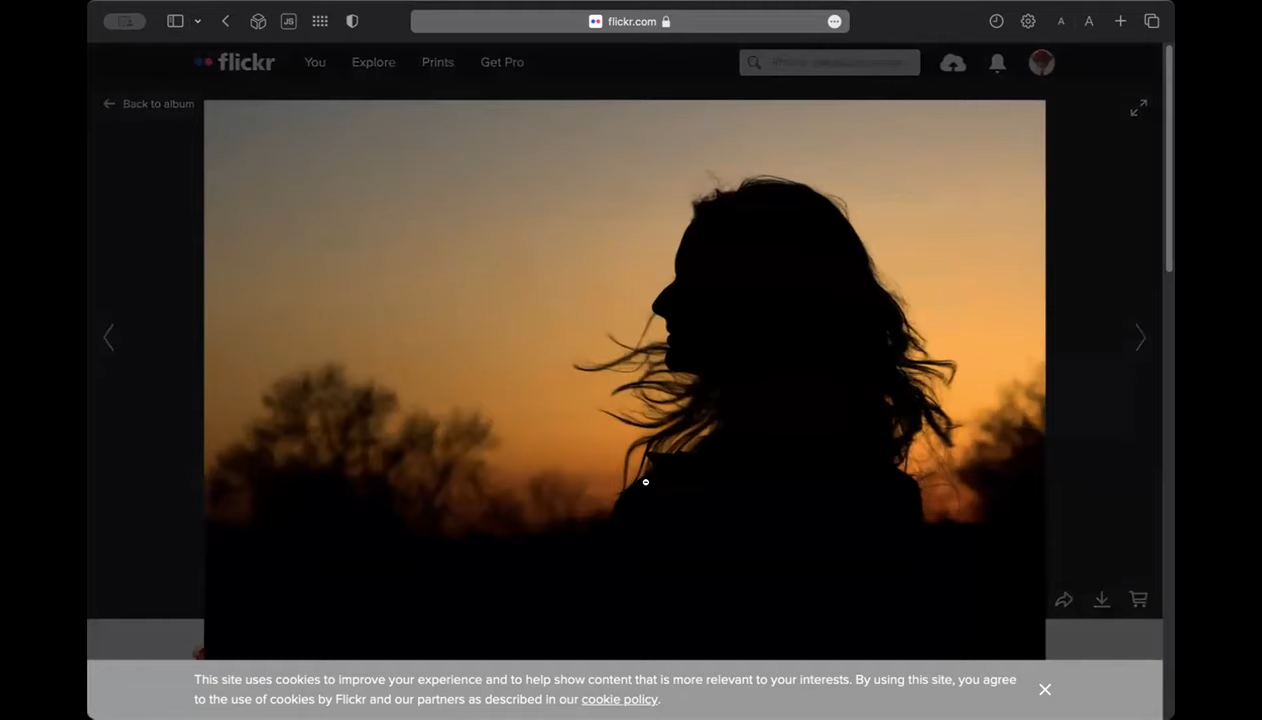 JS
flickr.com
A A
flickr You Explore Prints Get Pro
Back to album
This site uses cookies to improve your experience and to help show content that is more relevant to your interests. By using this site, you agree
to the use of cookies by Flickr and our partners as described in our cookie policy.